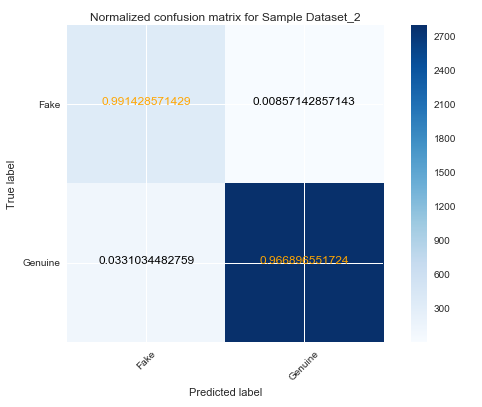 Normalized confusion matrix for Sample Dataset_2
Fake
0.991428571429
0.00857142857143
Genuine
0.0331034482759
0.966896551724
True label
Fake
Genuine
Predicted label
2700
2400
2100
1800
1500
1200
900
600
300